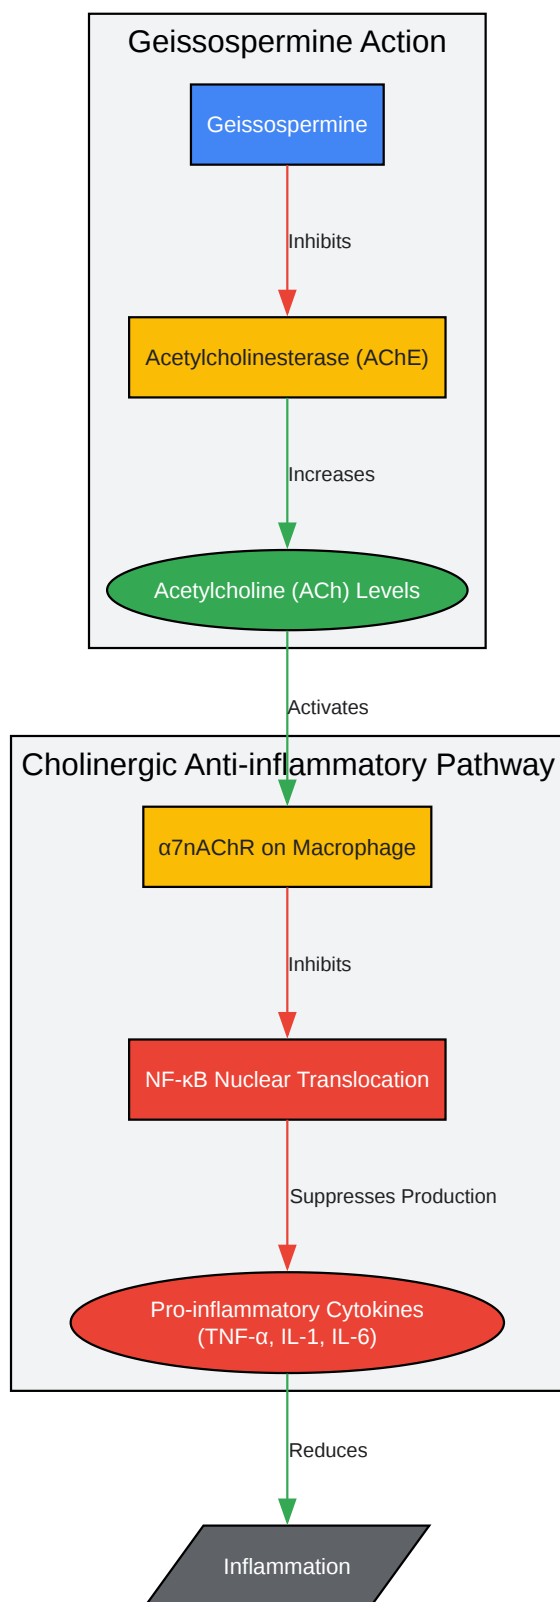 Geissospermine Action
Geissospermine
Inhibits
Acetylcholinesterase (AChE)
Increases
Acetylcholine (ACh) Levels
Activates
Cholinergic Anti-inflammatory Pathway
α7nAChR on Macrophage
Inhibits
NF-κB Nuclear Translocation
Suppresses Production
Pro-inflammatory Cytokines
(TNF-α, IL-1, IL-6)
Reduces
Inflammation